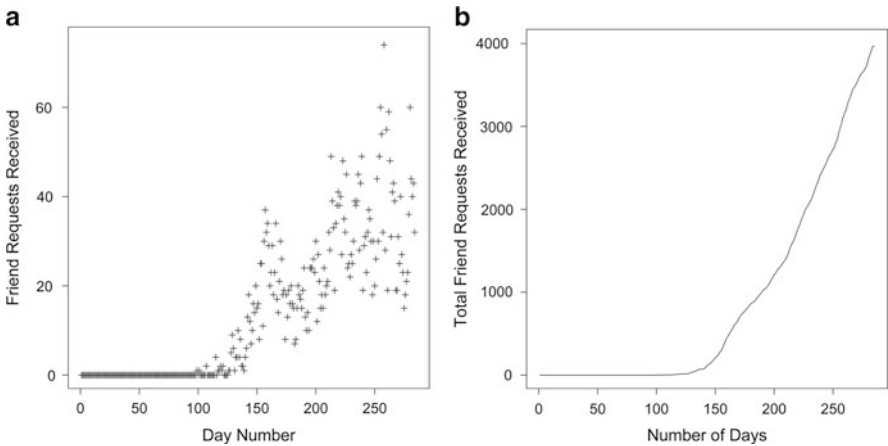 a
Friend Requests Received
60
40
20
0
0 50 100 150 200 250
Day Number
b
Total Friend Requests Received
4000
3000
2000
1000
0
0 50 100 150 200 250
Number of Days